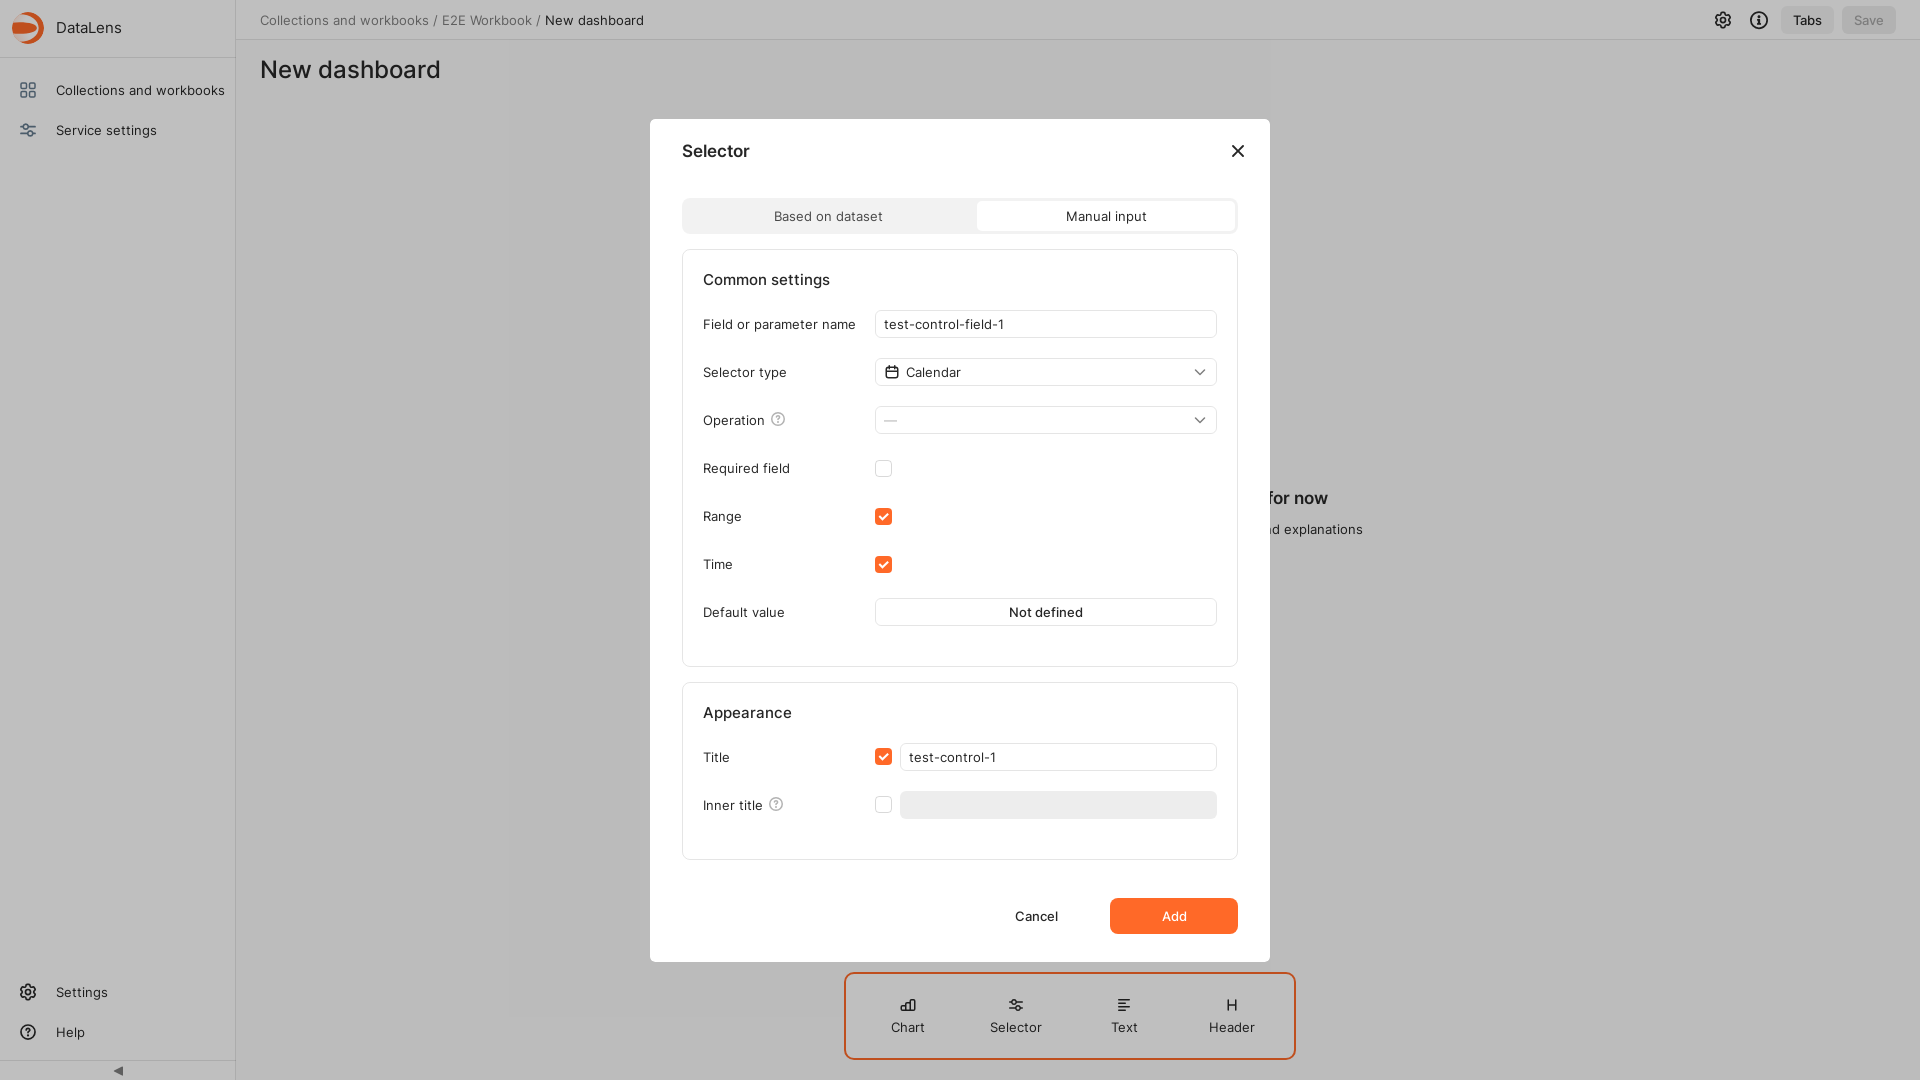 DataLens
Collections and workbooks / E2E Workbook / New dashboard
Tabs
Save
Collections and workbooks
Service settings
New dashboard
Selector
Based on dataset
Manual input
Common settings
Field or parameter name
test-control-field-1
Selector type
Calendar
Operation
—
Required field
Range
Time
Default value
Not defined
for now
explanations
Appearance
Title
test-control-1
Inner title
Cancel
Add
Chart
Selector
Text
H
Header
Settings
Help